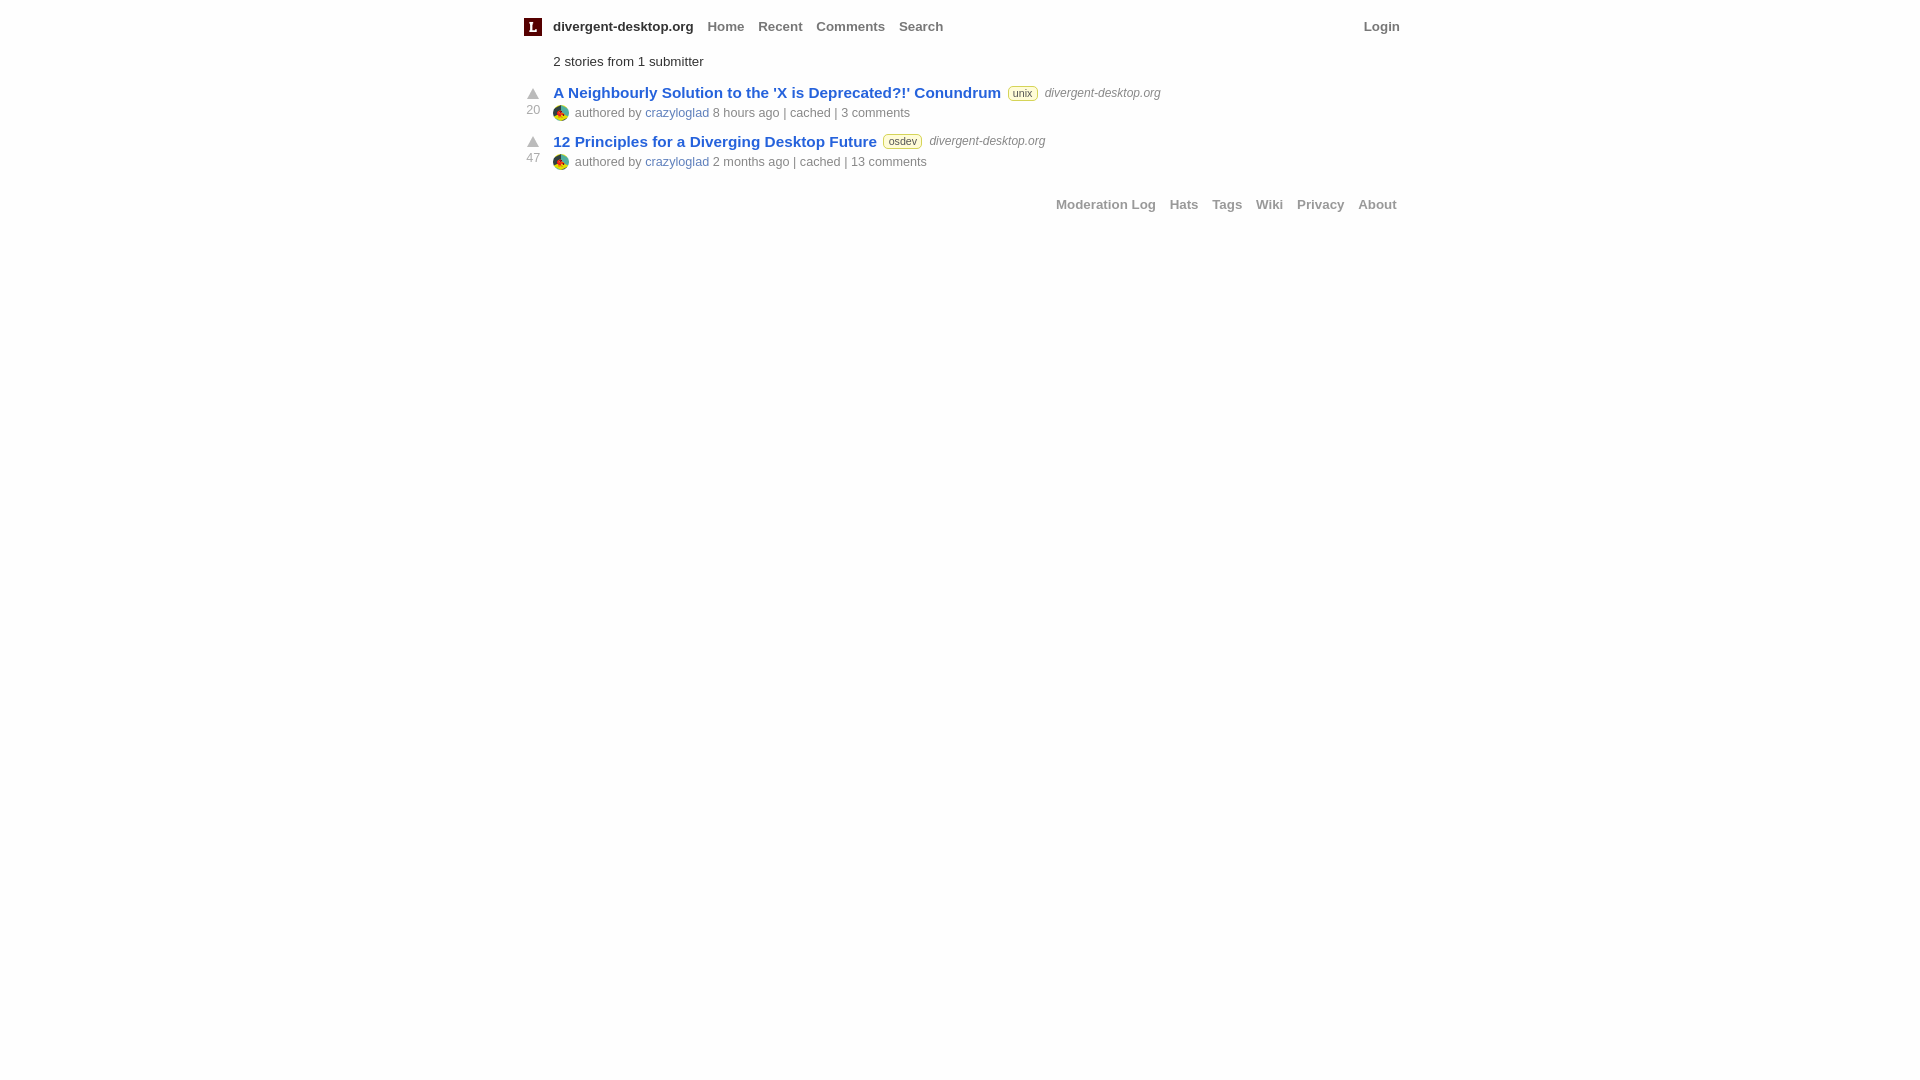 L divergent-desktop.org Home Recent Comments Search Login
2 stories from 1 submitter
A Neighbourly Solution to the 'X is Deprecated?!' Conundrum unix divergent-desktop.org
20 authored by crazyloglad 8 hours ago | cached | 3 comments
12 Principles for a Diverging Desktop Future osdev divergent-desktop.org
47 authored by crazyloglad 2 months ago | cached | 13 comments
Moderation Log Hats Tags Wiki Privacy About